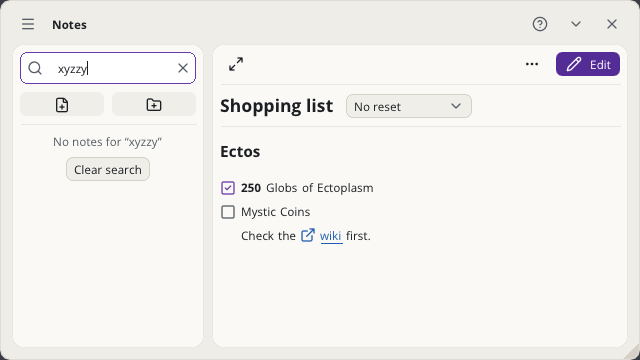 Notes
xyzzy
No notes for “xyzzy”
Clear search
Edit
Shopping list
No reset
Ectos
250 Globs of Ectoplasm
Mystic Coins
Check the wiki first.